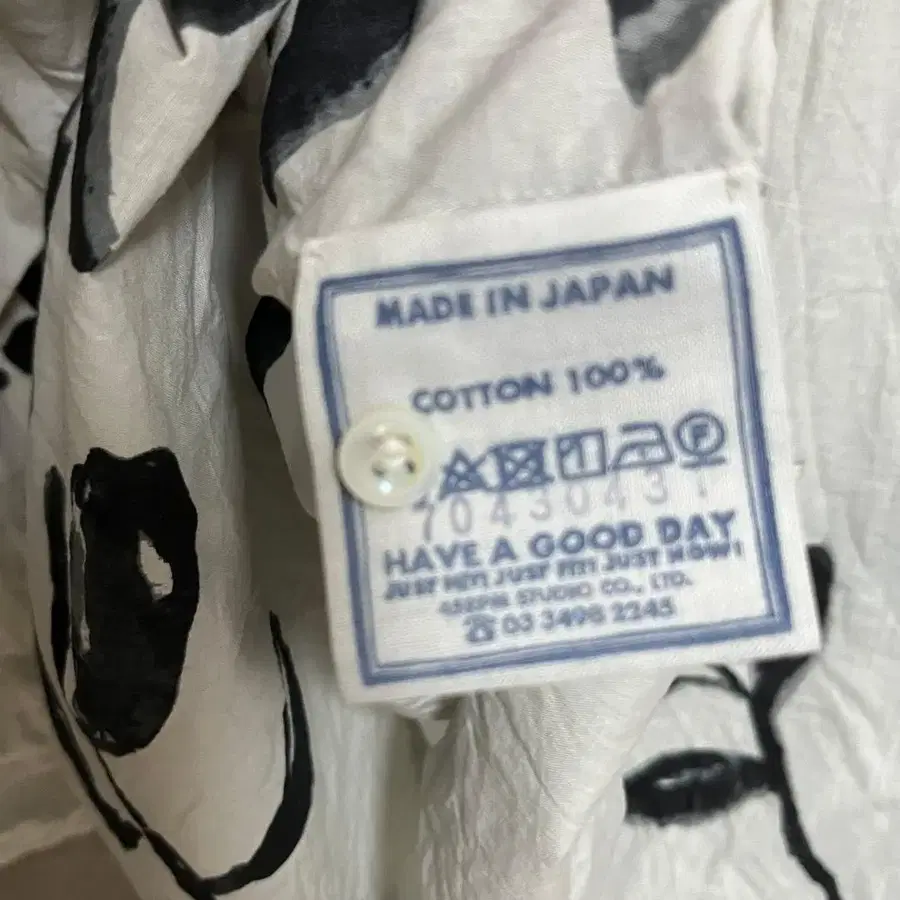 MADE IN JAPAN
COTTON 100%
F
7043043
HAVE A GOOD DAY
JUST HIT! JUST FIT! JUST NOW!
STUDIO CO., LTD.
☎ 03 3498 2245